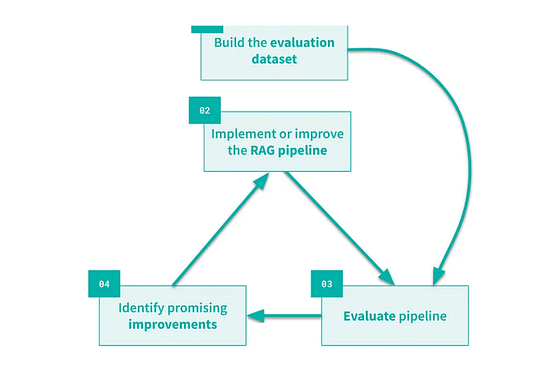 Build the evaluation
dataset
02
Implement or improve
the RAG pipeline
04
Identify promising
improvements
03
Evaluate pipeline